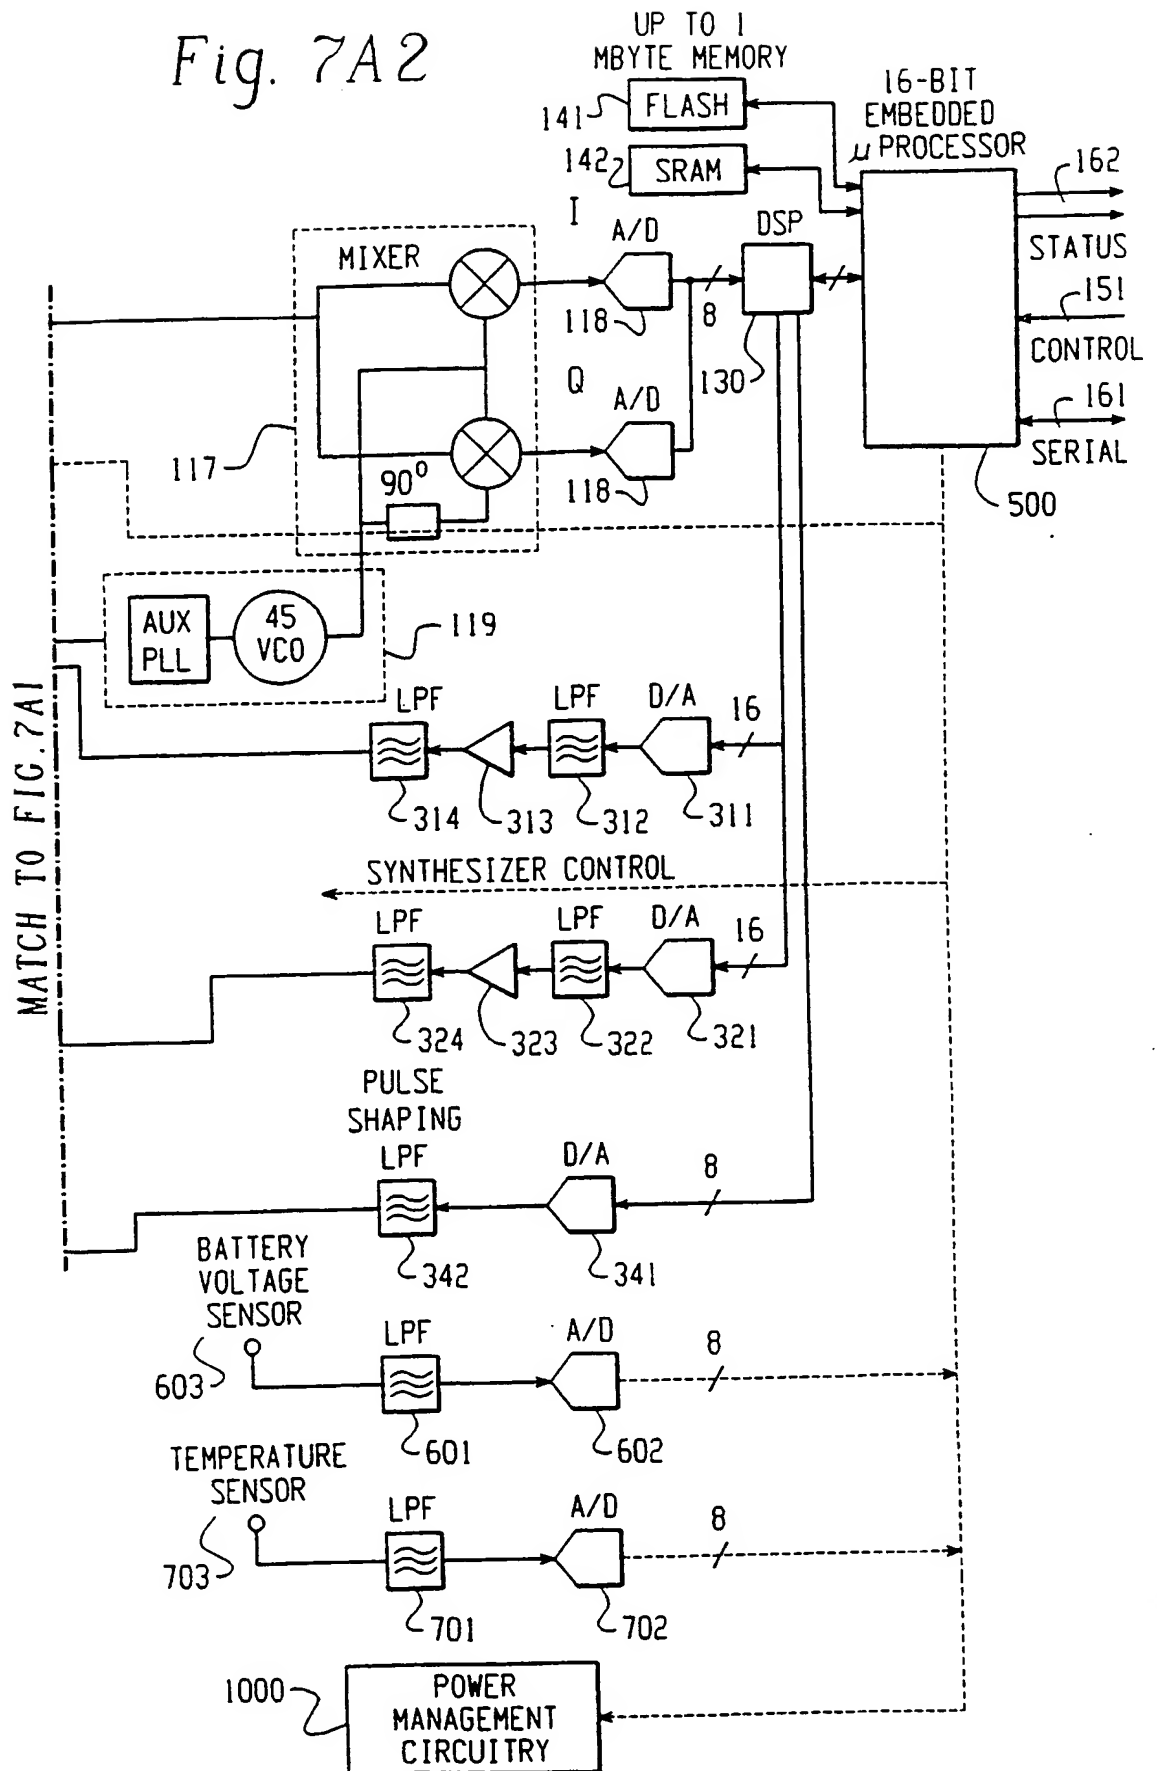 Fig. 7A2
UP TO 1
MBYTE MEMORY
141
FLASH
142
SRAM
16-BIT
EMBEDDED
μ PROCESSOR
162
STATUS
151
CONTROL
161
SERIAL
500
I
A/D
118
8
DSP
130
MIXER
Q
A/D
118
117
90°
AUX
PLL
45
VCO
119
MATCH TO FIG. 7A1
LPF
314
313
LPF
312
D/A
311
16
SYNTHESIZER CONTROL
LPF
324
323
LPF
322
D/A
321
16
PULSE
SHAPING
LPF
342
D/A
341
8
BATTERY
VOLTAGE
SENSOR
603
LPF
601
A/D
602
8
TEMPERATURE
SENSOR
703
LPF
701
A/D
702
8
1000
POWER
MANAGEMENT
CIRCUITRY